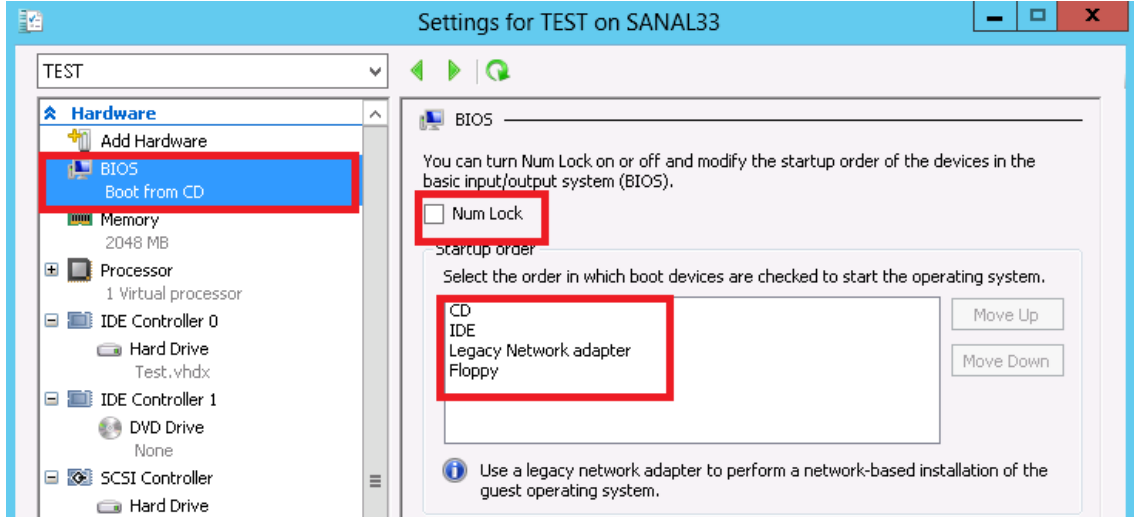 Settings for TEST on SANAL33
TEST
Hardware
Add Hardware
BIOS
Boot from CD
Memory
2048 MB
Processor
1 Virtual processor
IDE Controller 0
Hard Drive
Test.vhdx
IDE Controller 1
DVD Drive
None
SCSI Controller
Hard Drive
BIOS
You can turn Num Lock on or off and modify the startup order of the devices in the
basic input/output system (BIOS).
Num Lock
Startup order
Select the order in which boot devices are checked to start the operating system.
CD
IDE
Legacy Network adapter
Floppy
Move Up
Move Down
Use a legacy network adapter to perform a network-based installation of the
guest operating system.